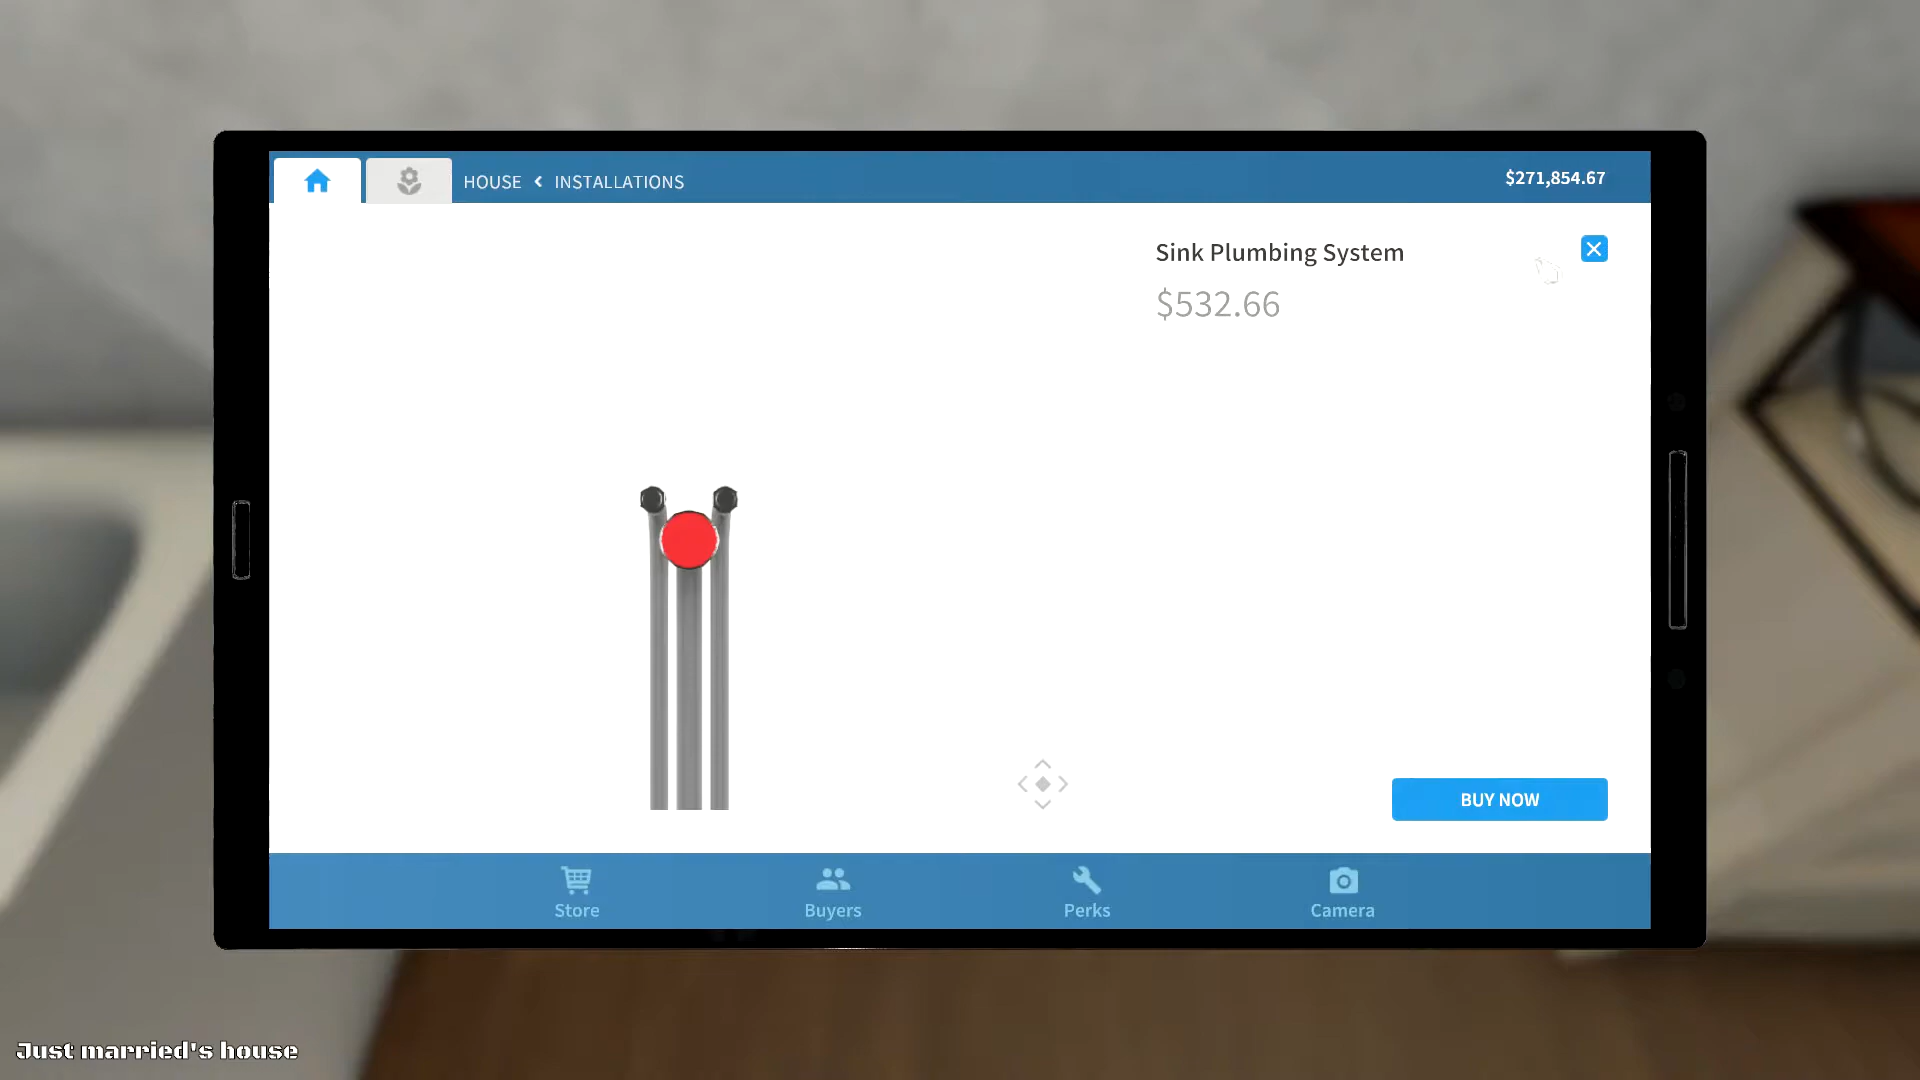 HOUSE < INSTALLATIONS
$271,854.67
Sink Plumbing System
$532.66
BUY NOW
Store
Buyers
Perks
Camera
Just married's house